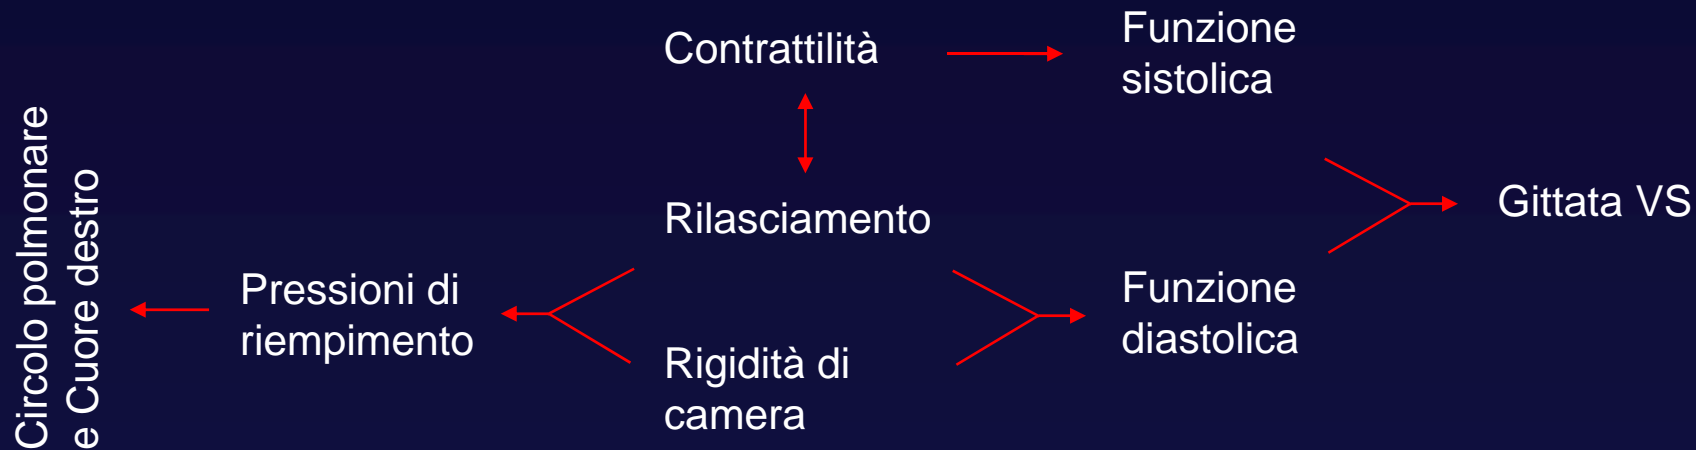 Contrattilità
Funzione
sistolica
Circolo polmonare
e Cuore destro
Rilasciamento
Gittata VS
Pressioni di
riempimento
Funzione
diastolica
Rigidità di
camera